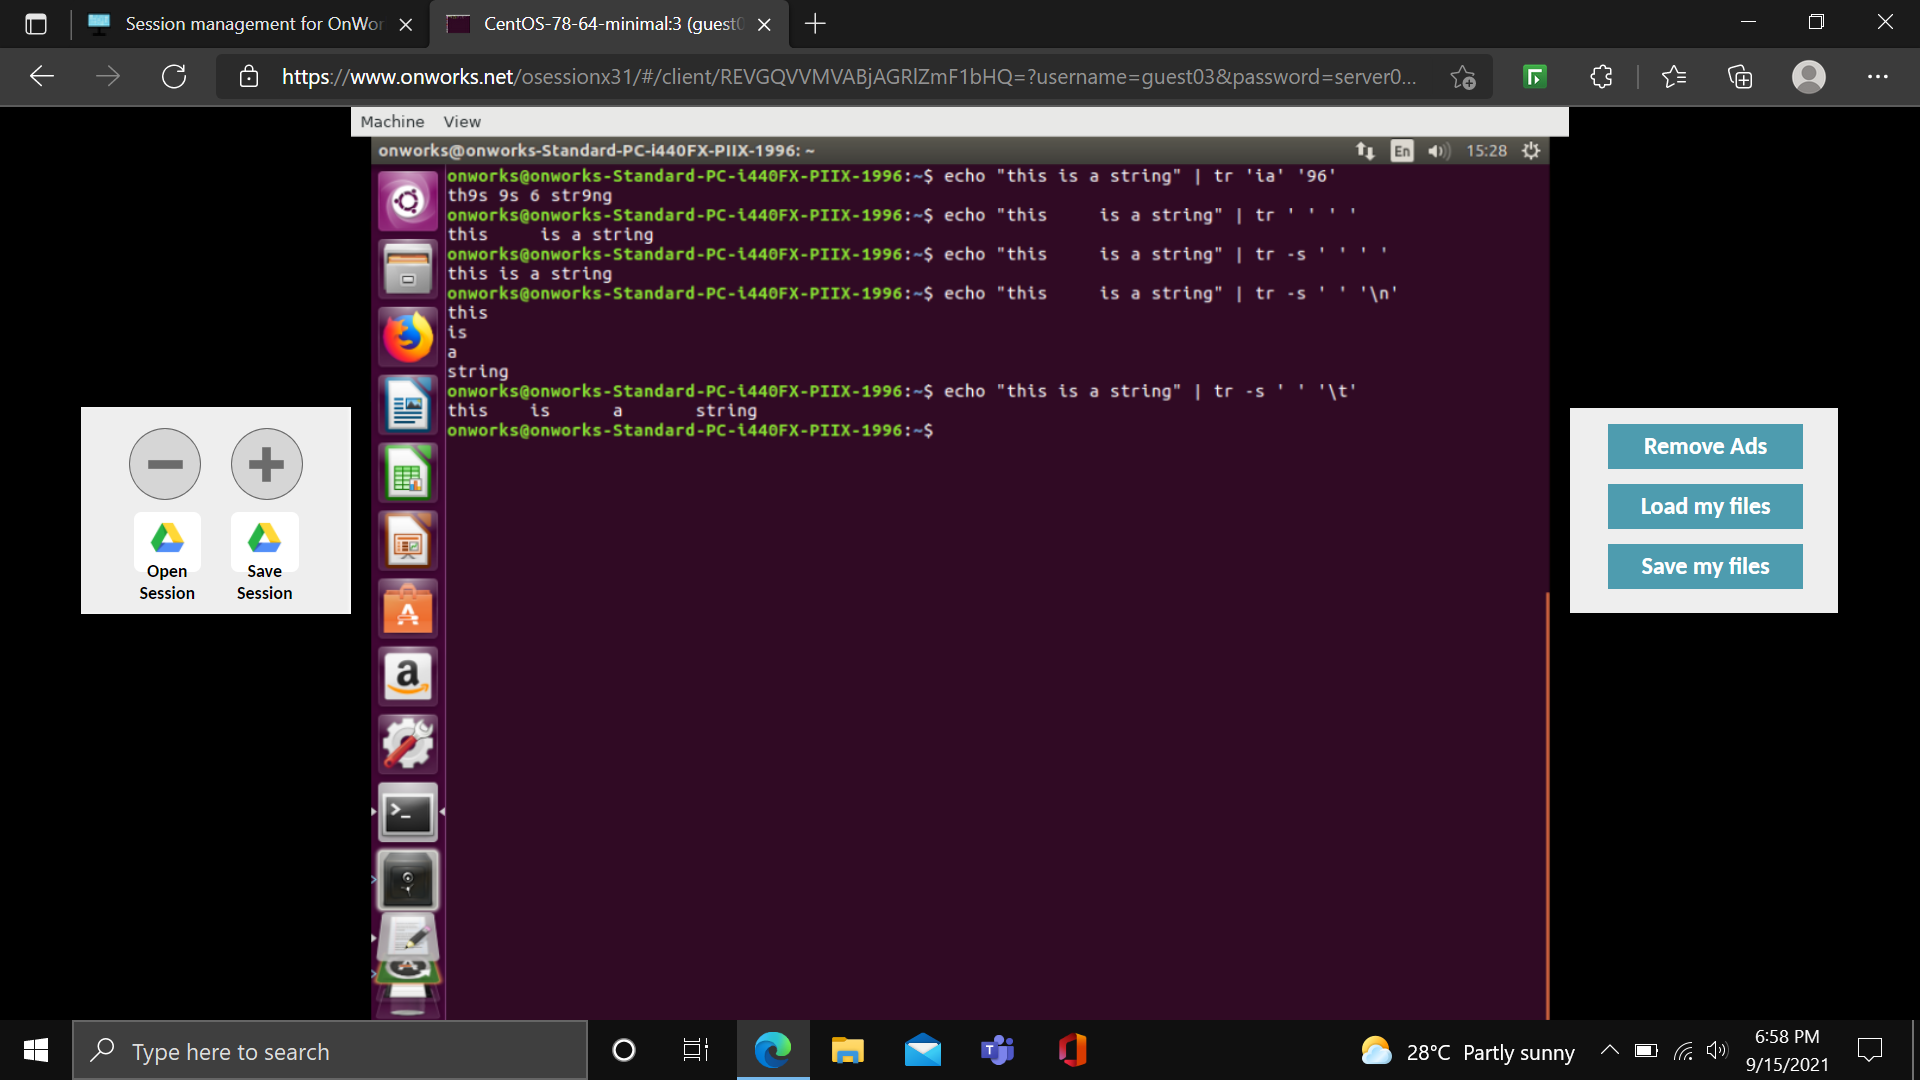 Session management for OnWor
CentOS-78-64-minimal:3 (guest0
https://www.onworks.net/osessionx31/#/client/REVGQVVMVABjAGRlZmF1bHQ=?username=guest03&password=server0...
Machine View
onworks@onworks-Standard-PC-i440FX-PIIX-1996: ~
En 15:28
onworks@onworks-Standard-PC-i440FX-PIIX-1996:~$ echo "this is a string" | tr 'ia' '96'
th9s 9s 6 str9ng
onworks@onworks-Standard-PC-i440FX-PIIX-1996:~$ echo "this     is a string" | tr ' ' ' '
this     is a string
onworks@onworks-Standard-PC-i440FX-PIIX-1996:~$ echo "this     is a string" | tr -s ' ' ' '
this is a string
onworks@onworks-Standard-PC-i440FX-PIIX-1996:~$ echo "this     is a string" | tr -s ' ' '\n'
this
is
a
string
onworks@onworks-Standard-PC-i440FX-PIIX-1996:~$ echo "this is a string" | tr -s ' ' '\t'
this    is      a       string
onworks@onworks-Standard-PC-i440FX-PIIX-1996:~$
Open Session
Save Session
Remove Ads
Load my files
Save my files
Type here to search
28°C Partly sunny
6:58 PM
9/15/2021